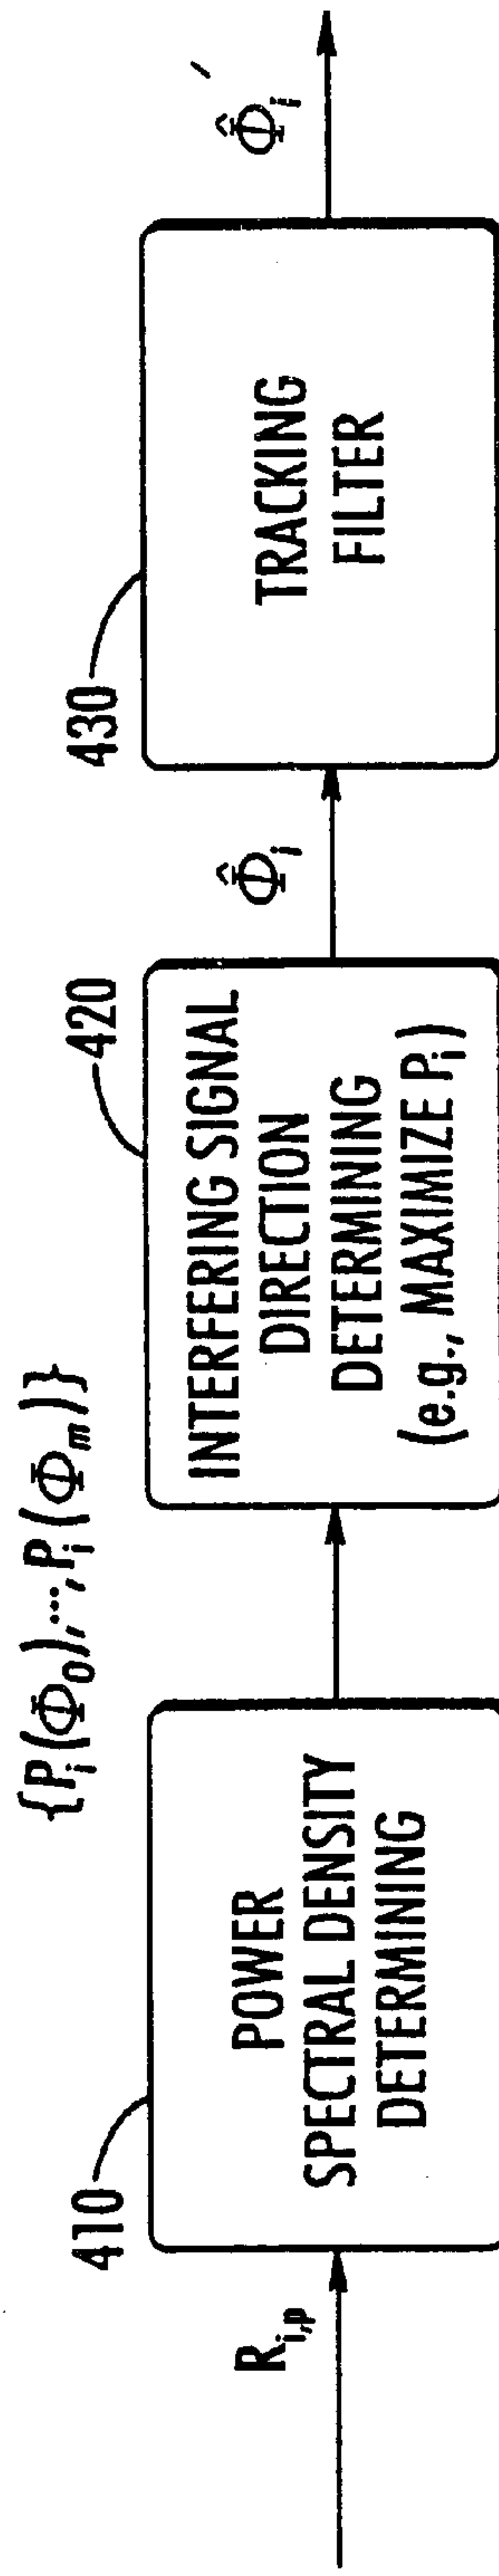 R_{i,p}
410
POWER
SPECTRAL DENSITY
DETERMINING
{P_i(Φ_0),...,P_i(Φ_m)}
420
INTERFERING SIGNAL
DIRECTION
DETERMINING
(e.g., MAXIMIZE P_i)
Φ̂_i
430
TRACKING
FILTER
Φ̂_i′